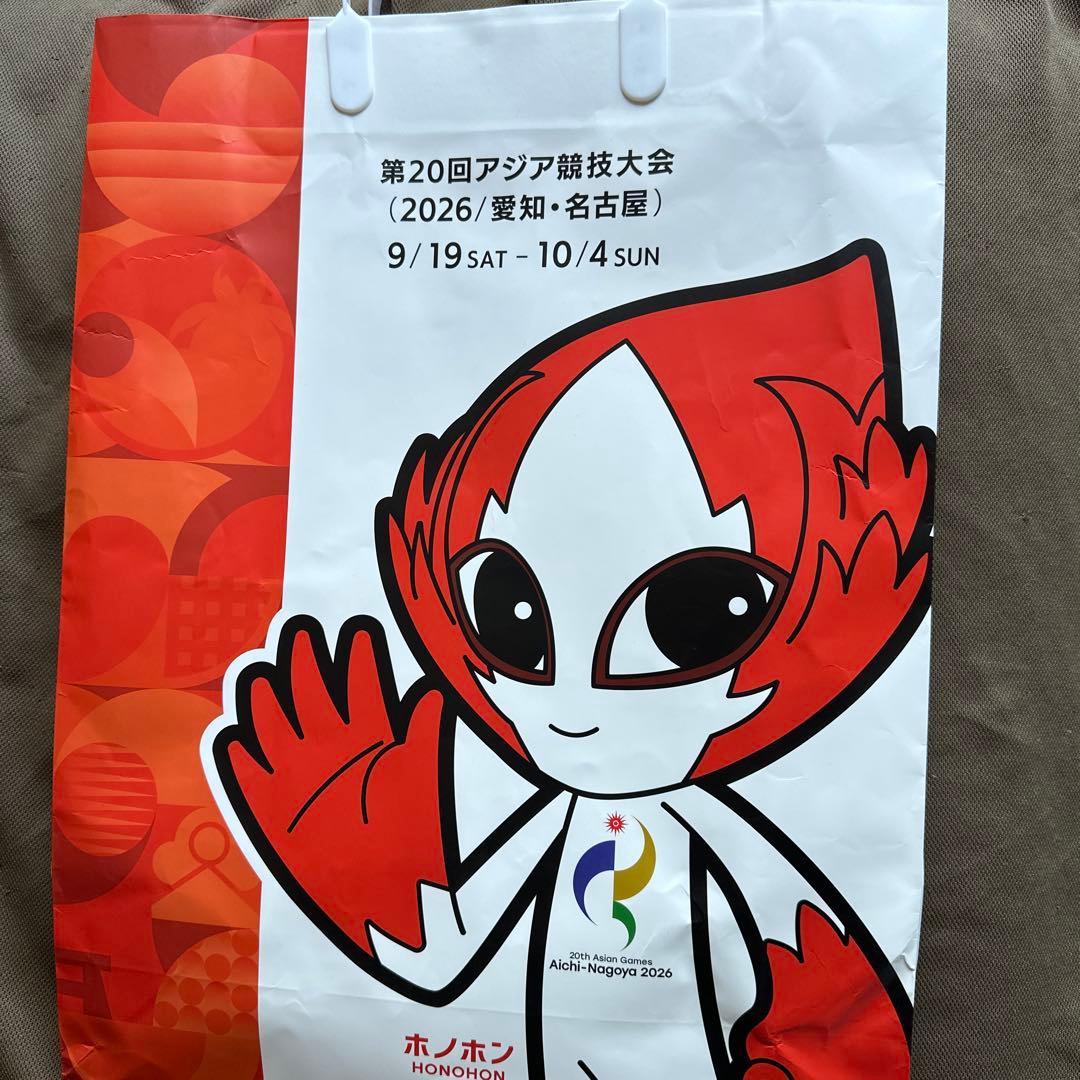 第20回アジア競技大会
（2026/愛知・名古屋）
9/19 SAT - 10/4 SUN
20th Asian Games
Aichi-Nagoya 2026
ホノホン
HONOHON